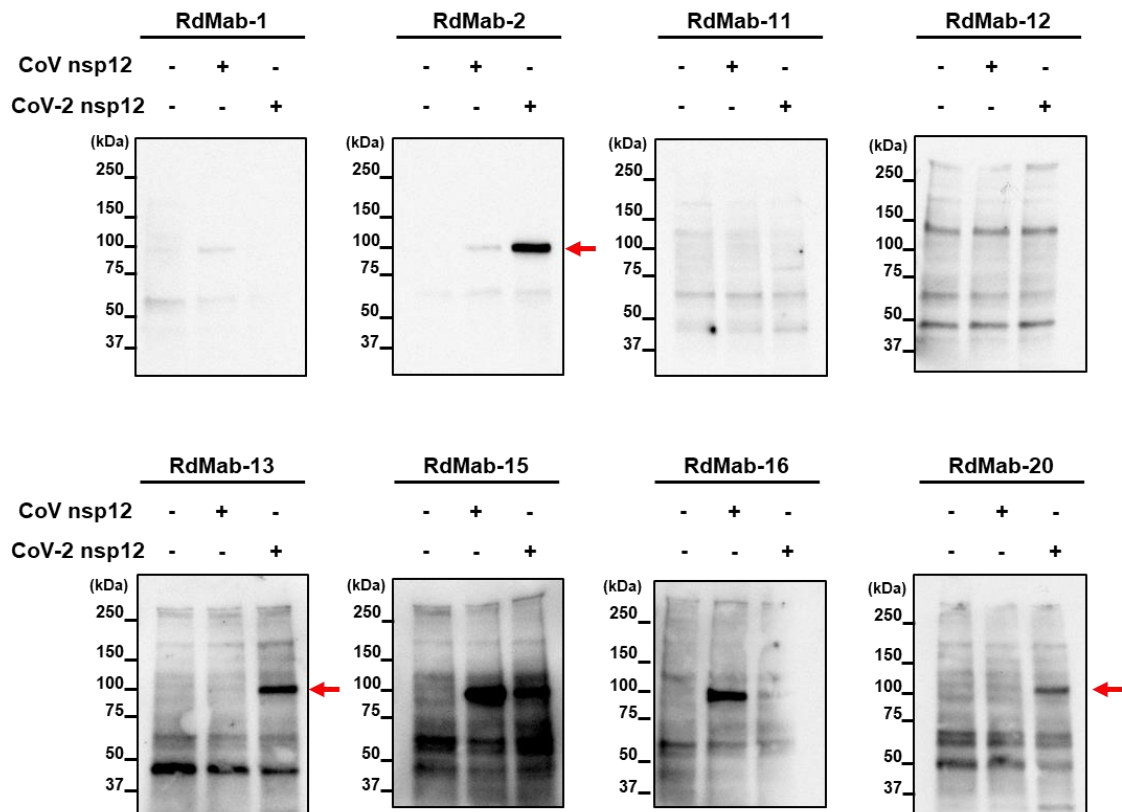 RdMab-1 RdMab-2 RdMab-11 RdMab-12
CoV nsp12 - + - - + - - + - - + -
CoV-2 nsp12 - - + - - + - - + - - +
(kDa) (kDa) (kDa) (kDa)
250 250 250 250
150 150 150 150
100 100 100 100
75 75 75 75
50 50 50 50
37 37 37 37
RdMab-13 RdMab-15 RdMab-16 RdMab-20
CoV nsp12 - + - - + - - + - - + -
CoV-2 nsp12 - - + - - + - - + - - +
(kDa) (kDa) (kDa) (kDa)
250 250 250 250
150 150 150 150
100 100 100 100
75 75 75 75
50 50 50 50
37 37 37 37